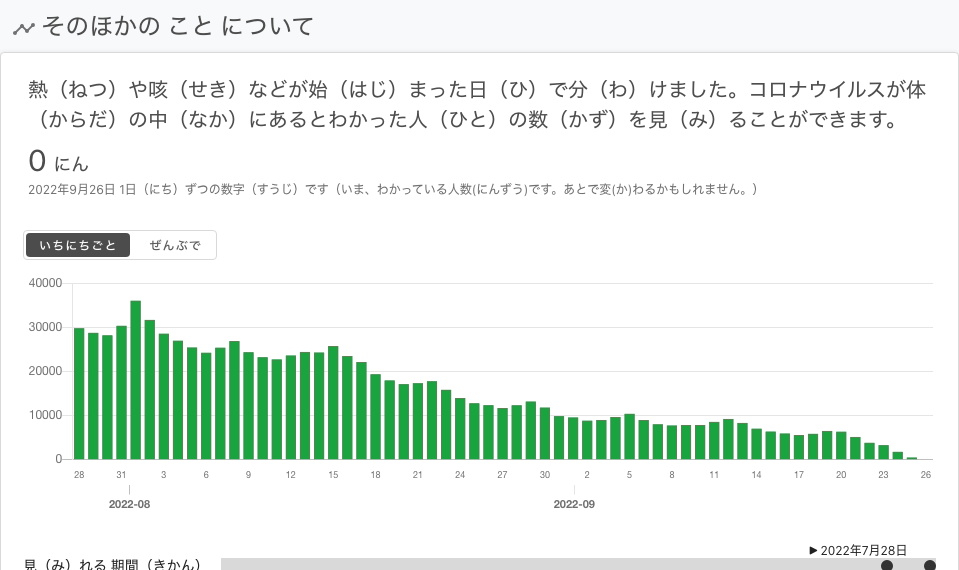 そのほかの こと について
熱（ねつ）や咳（せき）などが始（はじ）まった日（ひ）で分（わ）けました。コロナウイルスが体
（からだ）の中（なか）にあるとわかった人（ひと）の数（かず）を見（み）ることができます。
0 にん
2022年9月26日 1日（にち）ずつの数字（すうじ）です（いま、わかっている人数(にんずう)です。あとで変(か)わるかもしれません。）
いちにちごと ぜんぶで
40000
30000
20000
10000
0
28 31 3 6 9 12 15 18 21 24 27 30 2 5 8 11 14 17 20 23 26
2022-08 2022-09
▶2022年7月28日
見（み）れる 期間（きかん）